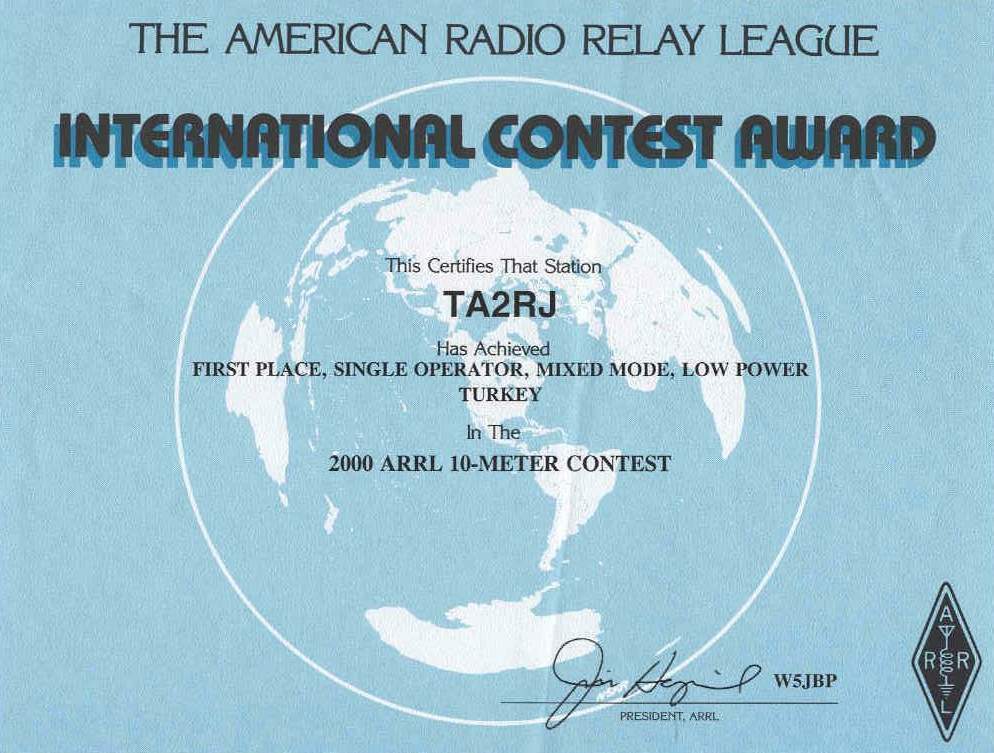 THE AMERICAN RADIO RELAY LEAGUE
INTERNATIONAL CONTEST AWARD
This Certifies That Station
TA2RJ
Has Achieved
FIRST PLACE, SINGLE OPERATOR, MIXED MODE, LOW POWER
TURKEY
In The
2000 ARRL 10-METER CONTEST
W5JBP
PRESIDENT, ARRL
A
R R
L